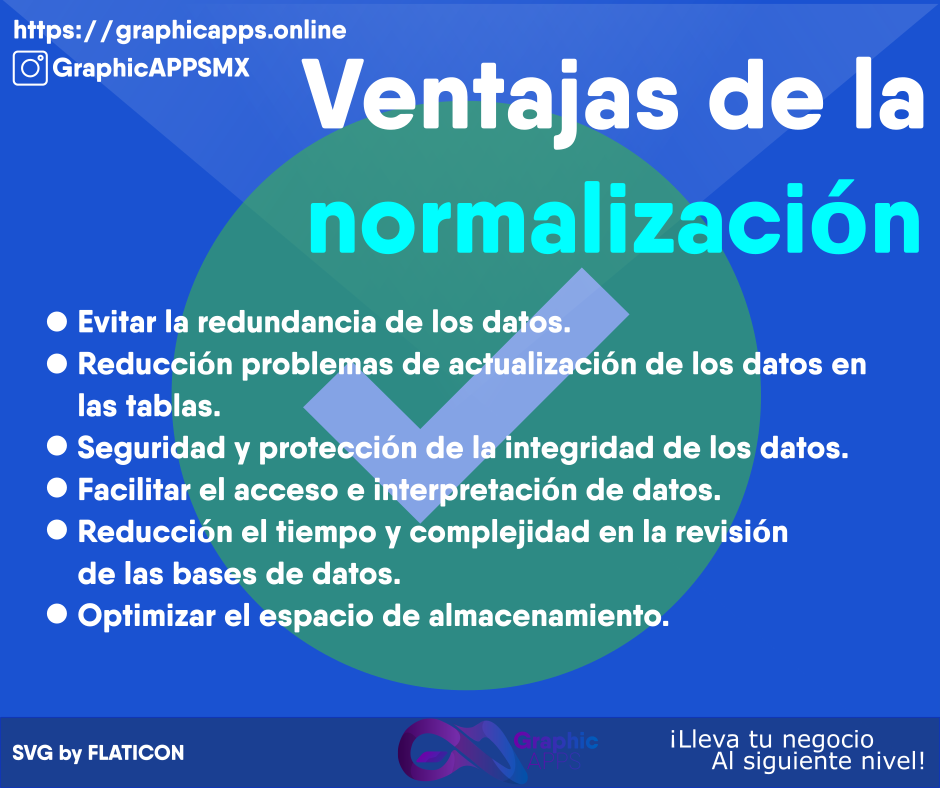 https://graphicapps.online
GraphicAPPSMX
Ventajas de la
normalización
● Evitar la redundancia de los datos.
● Reducción problemas de actualización de los datos en
las tablas.
● Seguridad y protección de la integridad de los datos.
● Facilitar el acceso e interpretación de datos.
● Reducción el tiempo y complejidad en la revisión
de las bases de datos.
● Optimizar el espacio de almacenamiento.
SVG by FLATICON
Graphic
¡Lleva tu negocio
Al siguiente nivel!